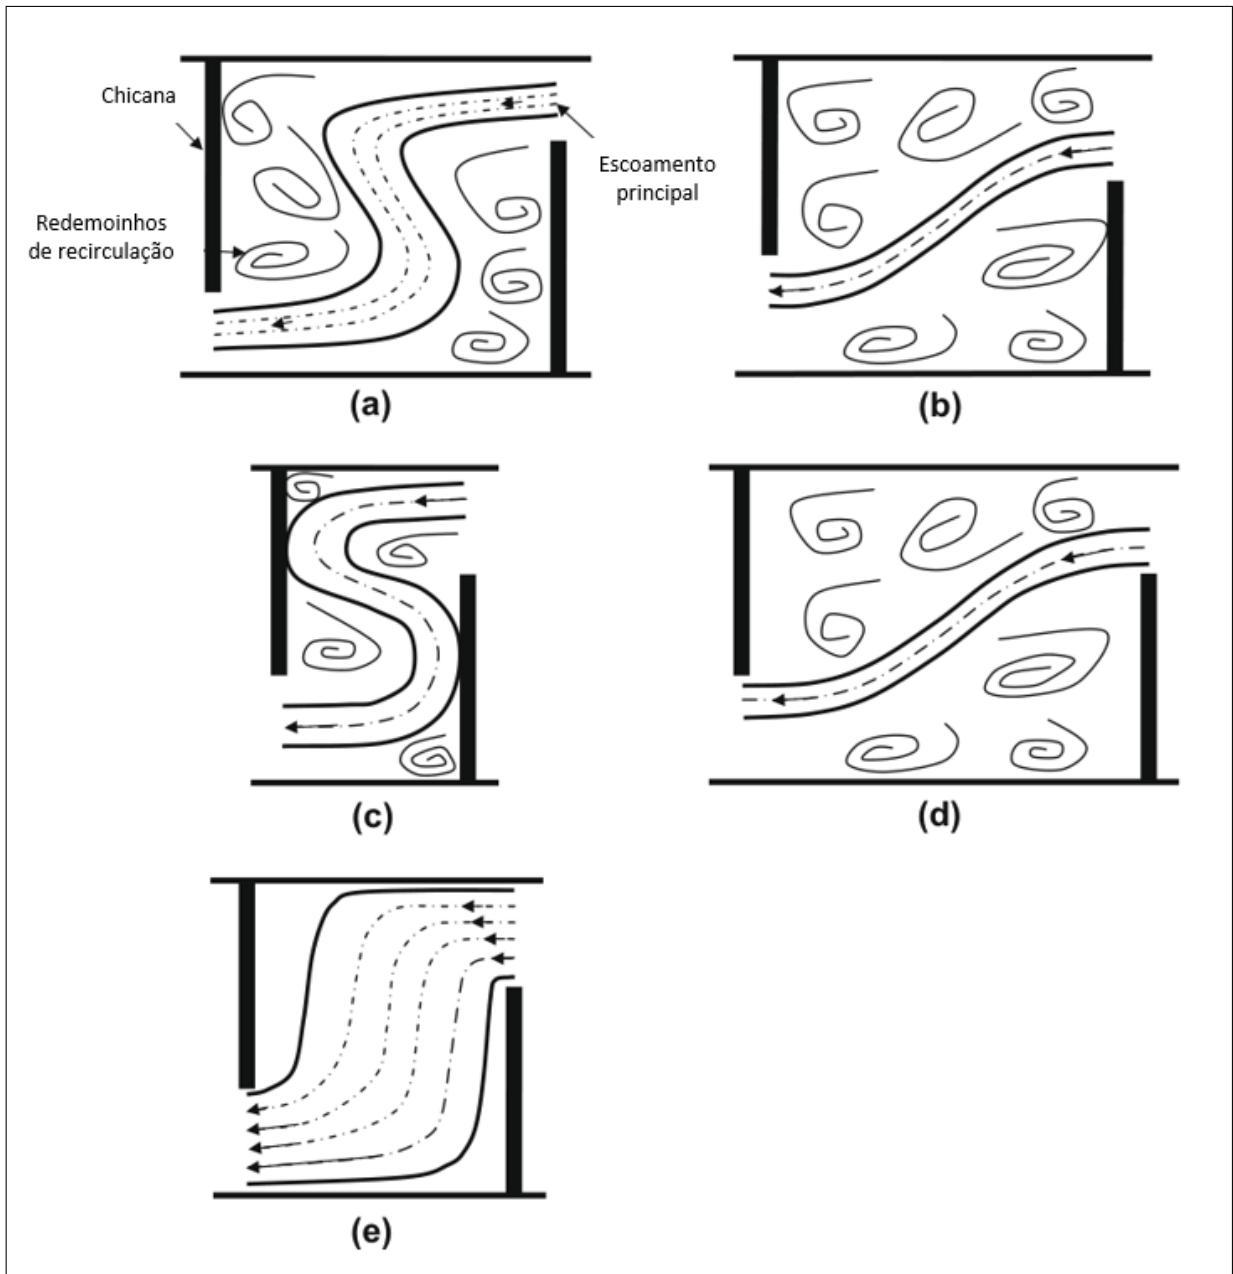 Chicana
Escoamento
principal
Redemoinhos
de recirculação
(a)
(b)
(c)
(d)
(e)